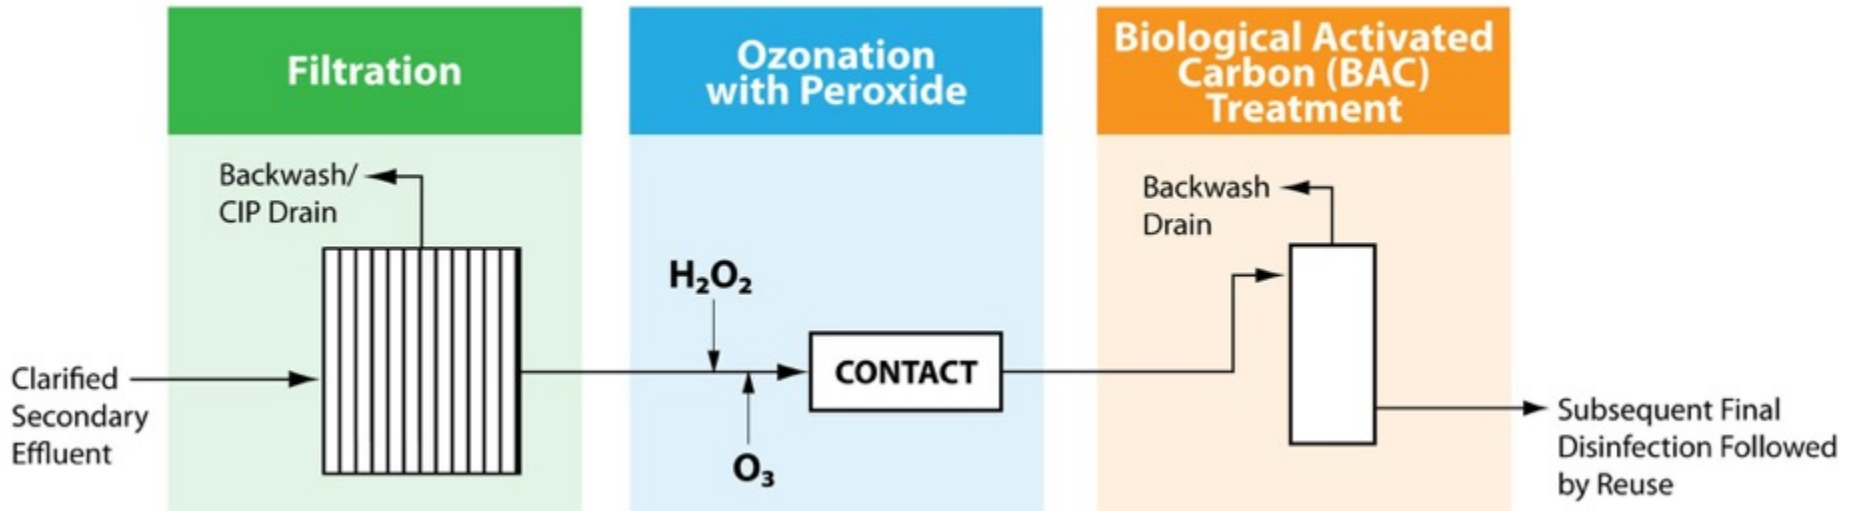 Filtration
Backwash/
CIP Drain
Clarified
Secondary
Effluent
Ozonation
with Peroxide
H₂O₂
O₃
CONTACT
Biological Activated
Carbon (BAC)
Treatment
Backwash
Drain
Subsequent Final
Disinfection Followed
by Reuse